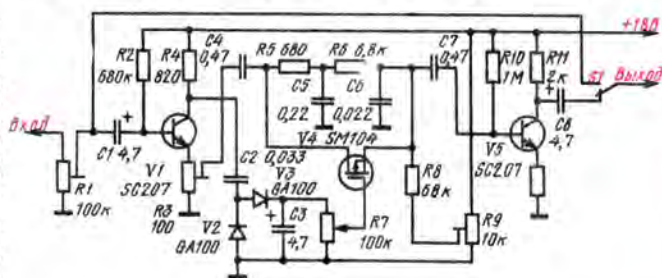 +18В
R2
680к
R4
820
C4
0,47
R5 680
R6 6,8к
C7
0,47
R10
1М
R11
2к
S1
Выход
C5
C6
0,22
0,022
Вход
C1 4,7
C8
4,7
V4 SM104
V5
SC207
V1
SC207
C2
0,033
V3
GA100
R8
68к
R1
100к
R3
100
V2
GA100
C3
4,7
R7
100к
R9
10к